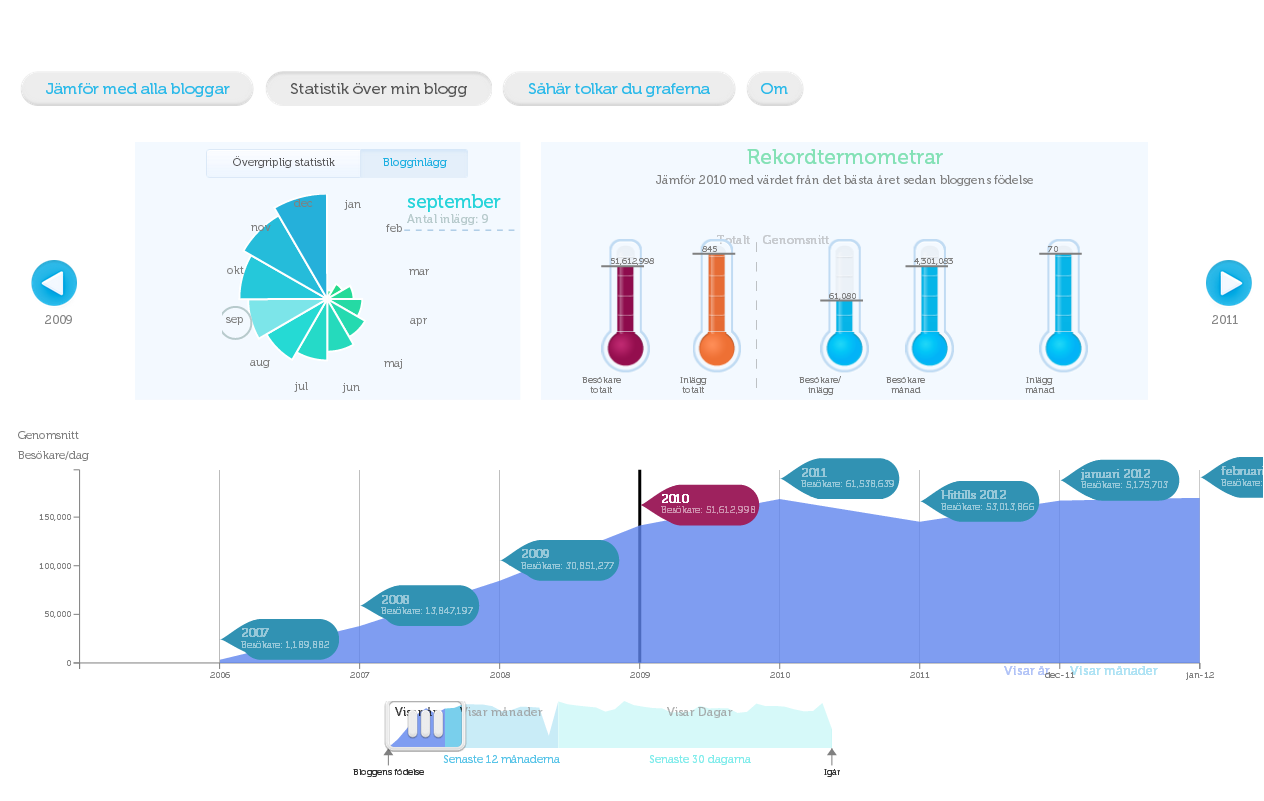 Jämför med alla bloggar
Statistik över min blogg
Såhär tolkar du graferna
Om
Övergriplig statistik
Blogginlägg
Rekordtermometrar
Jämför 2010 med värdet från det bästa året sedan bloggens födelse
september
Antal inlägg: 9
dec
jan
nov
feb
okt
mar
sep
apr
aug
maj
jul
jun
2009
2011
Totalt
Genomsnitt
51,612,998
845
61,080
4,301,083
70
Besökare totalt
Inlägg totalt
Besökare/ inlägg
Besökare månad
Inlägg månad
Genomsnitt
Besökare/dag
150,000
100,000
50,000
0
2007
Besökare: 1,189,882
2008
Besökare: 13,847,197
2009
Besökare: 30,851,277
2010
Besökare: 51,612,998
2011
Besökare: 61,538,639
Hittills 2012
Besökare: 53,013,866
januari 2012
Besökare: 5,175,703
februari
Besökare:
2006
2007
2008
2009
2010
2011
dec-11
jan-12
Visar år
Visar månader
Visar år
Visar månader
Visar Dagar
Senaste 12 månaderna
Senaste 30 dagarna
Bloggens födelse
Igår